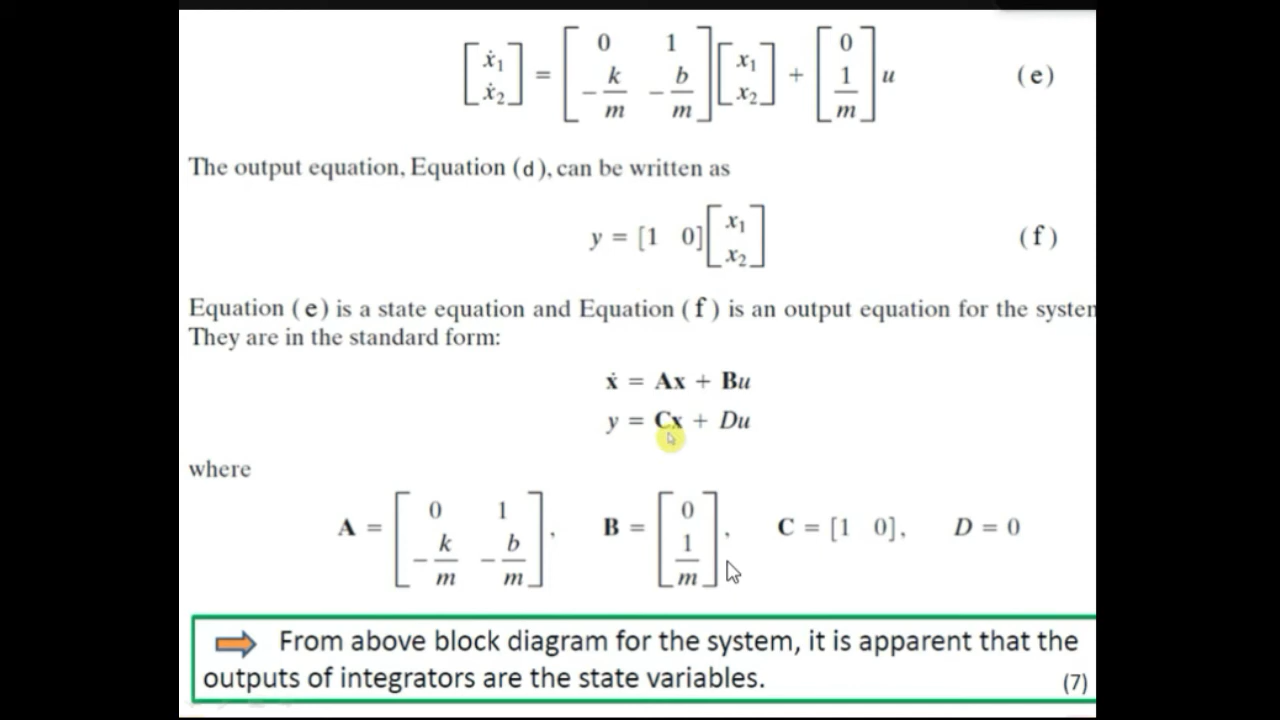 [ẋ₁ ẋ₂] = [0 1 −k/m −b/m] [x₁ x₂] + [0 1/m] u (e)
The output equation, Equation (d), can be written as
y = [1 0] [x₁ x₂] (f)
Equation (e) is a state equation and Equation (f) is an output equation for the system
They are in the standard form:
ẋ = Ax + Bu
y = Cx + Du
where
A = [0 1 −k/m −b/m], B = [0 1/m], C = [1 0], D = 0
From above block diagram for the system, it is apparent that the
outputs of integrators are the state variables. (7)